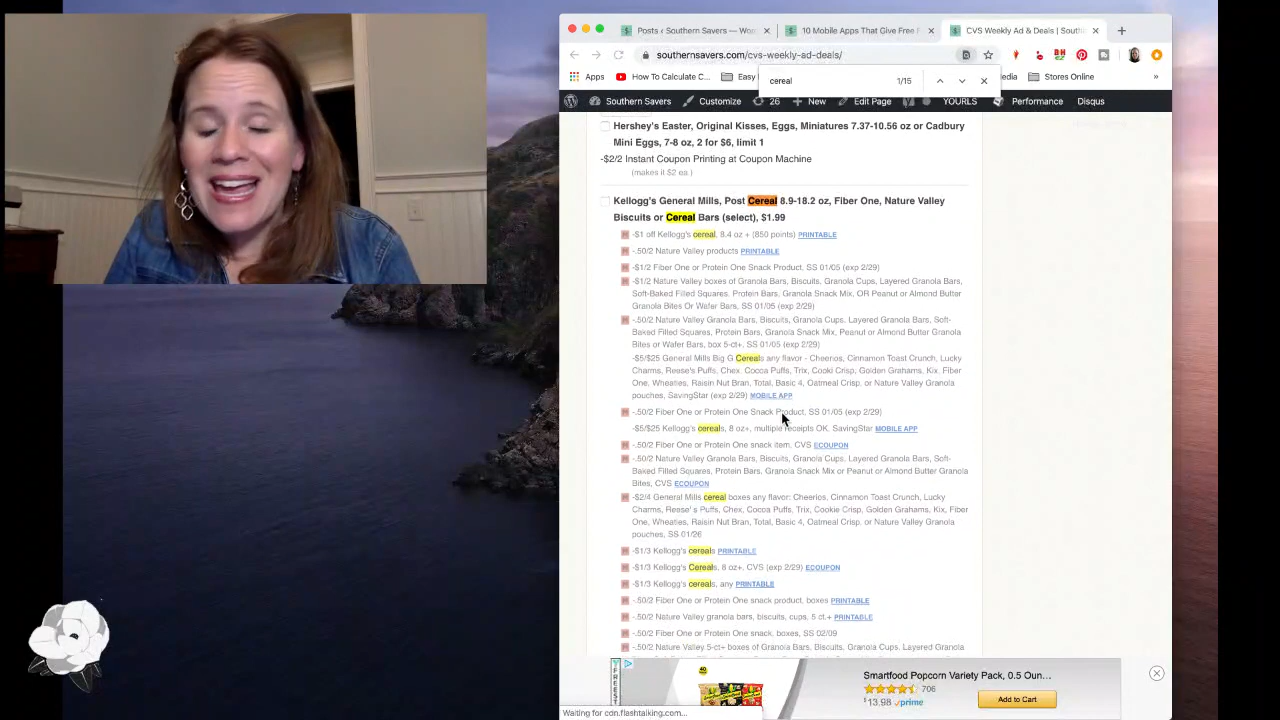 Posts ‹ Southern Savers — Wor
10 Mobile Apps That Give Free F
CVS Weekly Ad & Deals | South
southernsavers.com/cvs-weekly-ad-deals/
cereal 1/15
Apps How To Calculate C... Easy media Stores Online »
Southern Savers Customize 26 New Edit Page YOURLS Performance Disqus
Hershey's Easter, Original Kisses, Eggs, Miniatures 7.37-10.56 oz or Cadbury
Mini Eggs, 7-8 oz, 2 for $6, limit 1
-$2/2 Instant Coupon Printing at Coupon Machine
(makes it $2 ea.)
Kellogg's General Mills, Post Cereal 8.9-18.2 oz, Fiber One, Nature Valley
Biscuits or Cereal Bars (select), $1.99
H -$1 off Kellogg's cereal, 8.4 oz + (850 points) PRINTABLE
H -.50/2 Nature Valley products PRINTABLE
H -$1/2 Fiber One or Protein One Snack Product, SS 01/05 (exp 2/29)
H -$1/2 Nature Valley boxes of Granola Bars, Biscuits, Granola Cups, Layered Granola Bars,
Soft-Baked Filled Squares, Protein Bars, Granola Snack Mix, OR Peanut or Almond Butter
Granola Bites Or Wafer Bars, SS 01/05 (exp 2/29)
H -.50/2 Nature Valley Granola Bars, Biscuits, Granola Cups, Layered Granola Bars, Soft-
Baked Filled Squares, Protein Bars, Granola Snack Mix, Peanut or Almond Butter Granola
Bites or Wafer Bars, box 5-ct+, SS 01/05 (exp 2/29)
-$5/$25 General Mills Big G Cereals any flavor - Cheerios, Cinnamon Toast Crunch, Lucky
Charms, Reese's Puffs, Chex, Cocoa Puffs, Trix, Cooki Crisp, Golden Grahams, Kix, Fiber
One, Wheaties, Raisin Nut Bran, Total, Basic 4, Oatmeal Crisp, or Nature Valley Granola
pouches, SavingStar (exp 2/29) MOBILE APP
H -.50/2 Fiber One or Protein One Snack Product, SS 01/05 (exp 2/29)
-$5/$25 Kellogg's cereals, 8 oz+, multiple receipts OK, SavingStar MOBILE APP
H -.50/2 Fiber One or Protein One snack item, CVS ECOUPON
H -.50/2 Nature Valley Granola Bars, Biscuits, Granola Cups, Layered Granola Bars, Soft-
Baked Filled Squares, Protein Bars, Granola Snack Mix or Peanut or Almond Butter Granola
Bites, CVS ECOUPON
H -$2/4 General Mills cereal boxes any flavor: Cheerios, Cinnamon Toast Crunch, Lucky
Charms, Reese' s Puffs, Chex, Cocoa Puffs, Trix, Cookie Crisp, Golden Grahams, Kix, Fiber
One, Wheaties, Raisin Nut Bran, Total, Basic 4, Oatmeal Crisp, or Nature Valley Granola
pouches, SS 01/26
H -$1/3 Kellogg's cereals PRINTABLE
H -$1/3 Kellogg's Cereals, 8 oz+, CVS (exp 2/29) ECOUPON
H -$1/3 Kellogg's cereals, any PRINTABLE
H -.50/2 Fiber One or Protein One snack product, boxes PRINTABLE
H -.50/2 Nature Valley granola bars, biscuits, cups, 5 ct.+ PRINTABLE
H -.50/2 Fiber One or Protein One snack, boxes, SS 02/09
H -.50/2 Nature Valley 5-ct+ boxes of Granola Bars, Biscuits, Granola Cups, Layered Granola
Smartfood Popcorn Variety Pack, 0.5 Oun...
706
$13.98 prime
Add to Cart
Waiting for cdn.flashtalking.com...